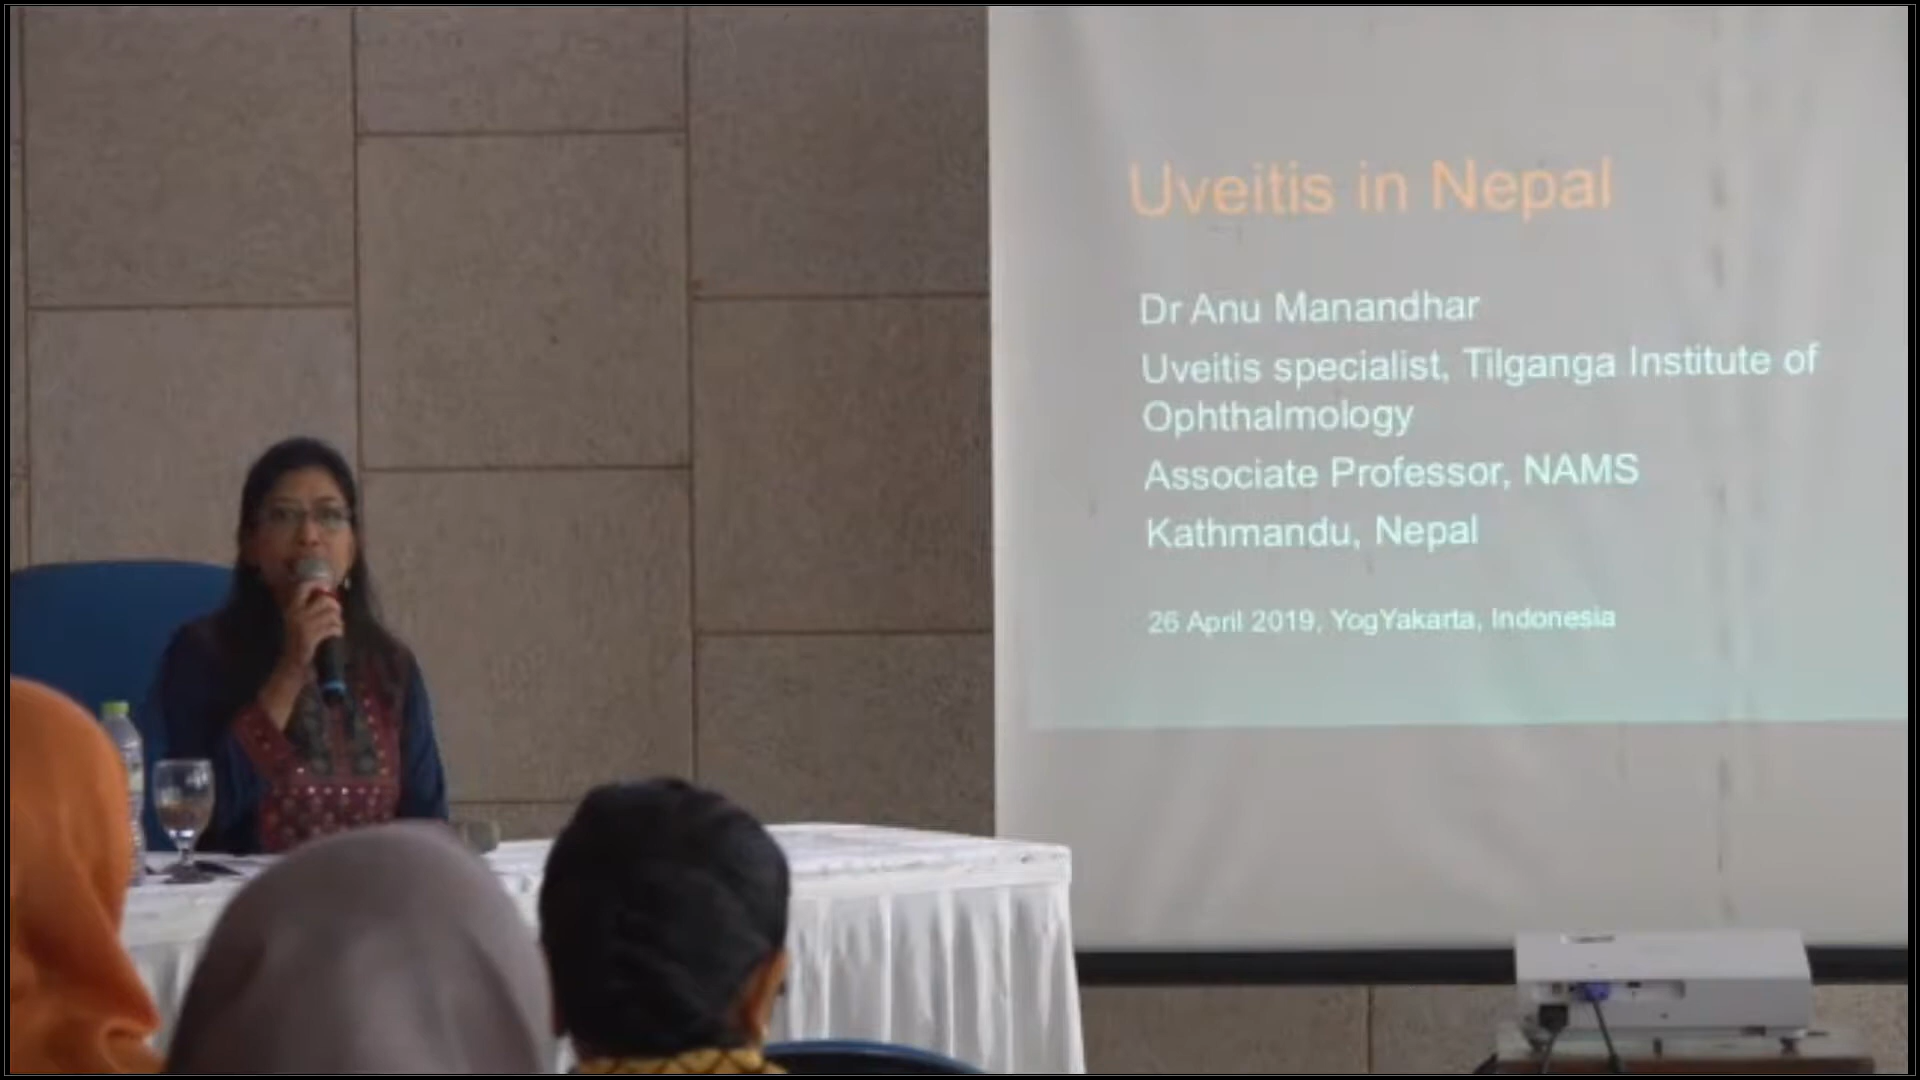 Uveitis in Nepal
Dr Anu Manandhar
Uveitis specialist, Tilganga Institute of
Ophthalmology
Associate Professor, NAMS
Kathmandu, Nepal
26 April 2019, YogYakarta, Indonesia